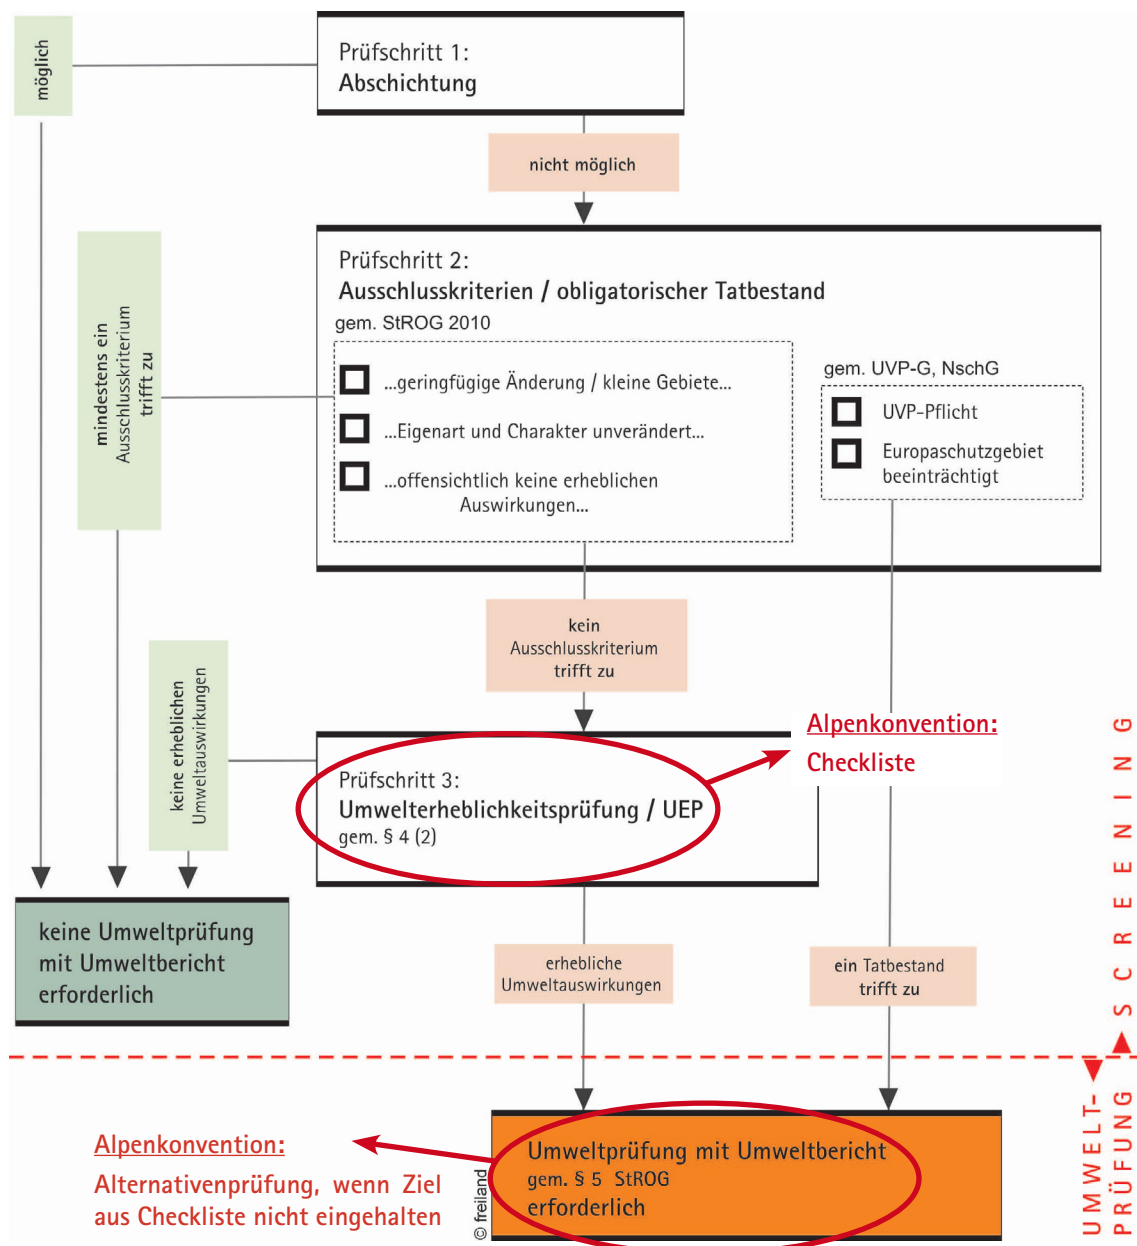 möglich
Prüfschritt 1:
Abschichtung
nicht möglich
mindestens ein
Ausschlusskriterium
trifft zu
Prüfschritt 2:
Ausschlusskriterien / obligatorischer Tatbestand
gem. StROG 2010
...geringfügige Änderung / kleine Gebiete...
...Eigenart und Charakter unverändert...
...offensichtlich keine erheblichen
Auswirkungen...
gem. UVP-G, NschG
UVP-Pflicht
Europaschutzgebiet
beeinträchtigt
kein
Ausschlusskriterium
trifft zu
keine erheblichen
Umweltauswirkungen
Prüfschritt 3:
Umwelterheblichkeitsprüfung / UEP
gem. § 4 (2)
Alpenkonvention:
Checkliste
keine Umweltprüfung
mit Umweltbericht
erforderlich
erhebliche
Umweltauswirkungen
ein Tatbestand
trifft zu
SCREENING
UMWELT-
PRÜFUNG
Alpenkonvention:
Alternativenprüfung, wenn Ziel
aus Checkliste nicht eingehalten
© freiland
Umweltprüfung mit Umweltbericht
gem. § 5 StROG
erforderlich